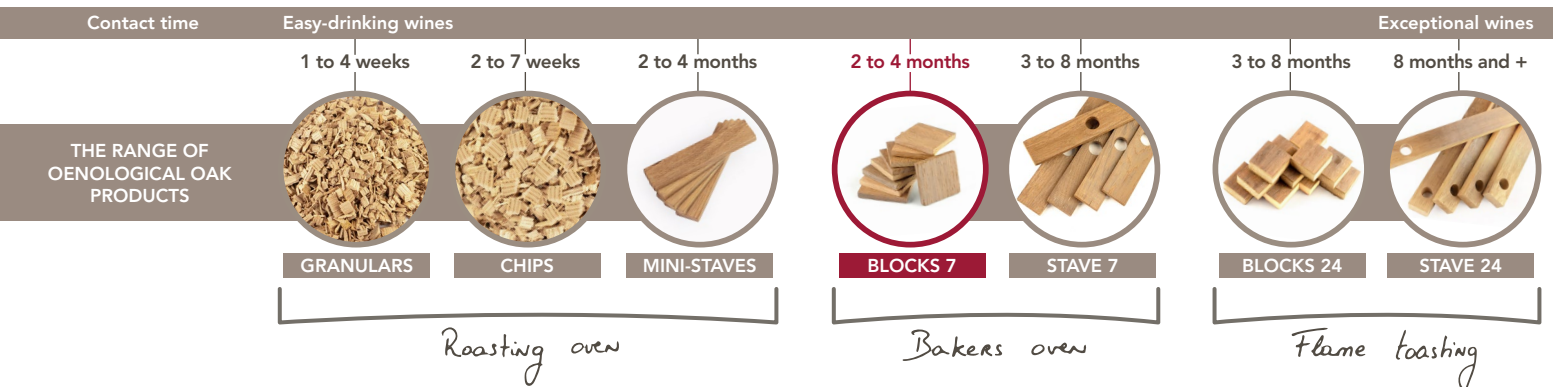 Contact time
Easy-drinking wines
Exceptional wines
1 to 4 weeks
2 to 7 weeks
2 to 4 months
2 to 4 months
3 to 8 months
3 to 8 months
8 months and +
THE RANGE OF
OENOLOGICAL OAK
PRODUCTS
GRANULARS
CHIPS
MINI-STAVES
BLOCKS 7
STAVE 7
BLOCKS 24
STAVE 24
Roasting oven
Bakers oven
Flame toasting